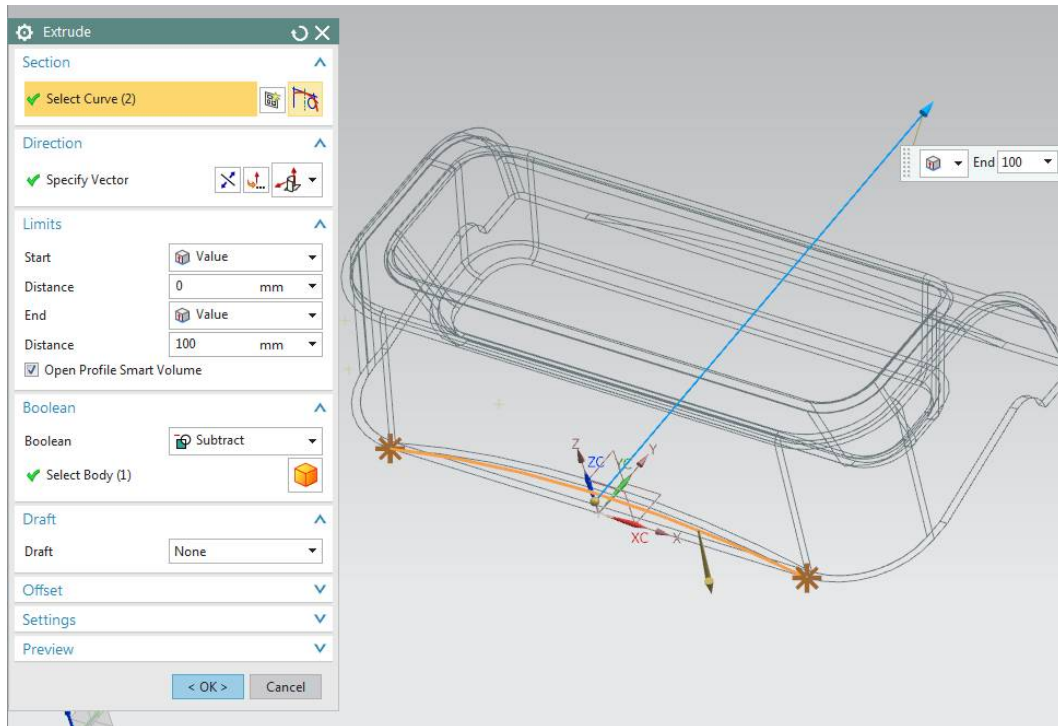 Extrude
Section
Select Curve (2)
Direction
Specify Vector
Limits
Start Value
Distance 0 mm
End Value
Distance 100 mm
Open Profile Smart Volume
Boolean
Boolean Subtract
Select Body (1)
Draft
Draft None
Offset
Settings
Preview
< OK > Cancel
End 100
Z
ZC
YC
Y
XC
X